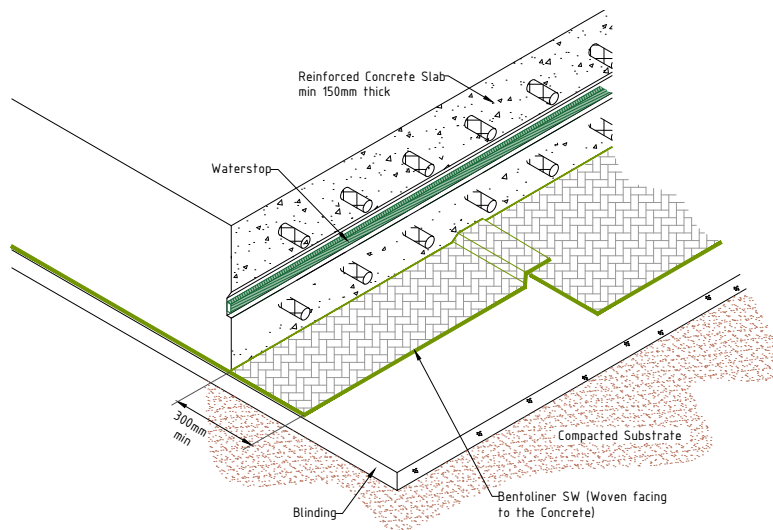 Reinforced Concrete Slab
min 150mm thick
Waterstop
300mm
min
Compacted Substrate
Blinding
Bentoliner SW (Woven facing
to the Concrete)